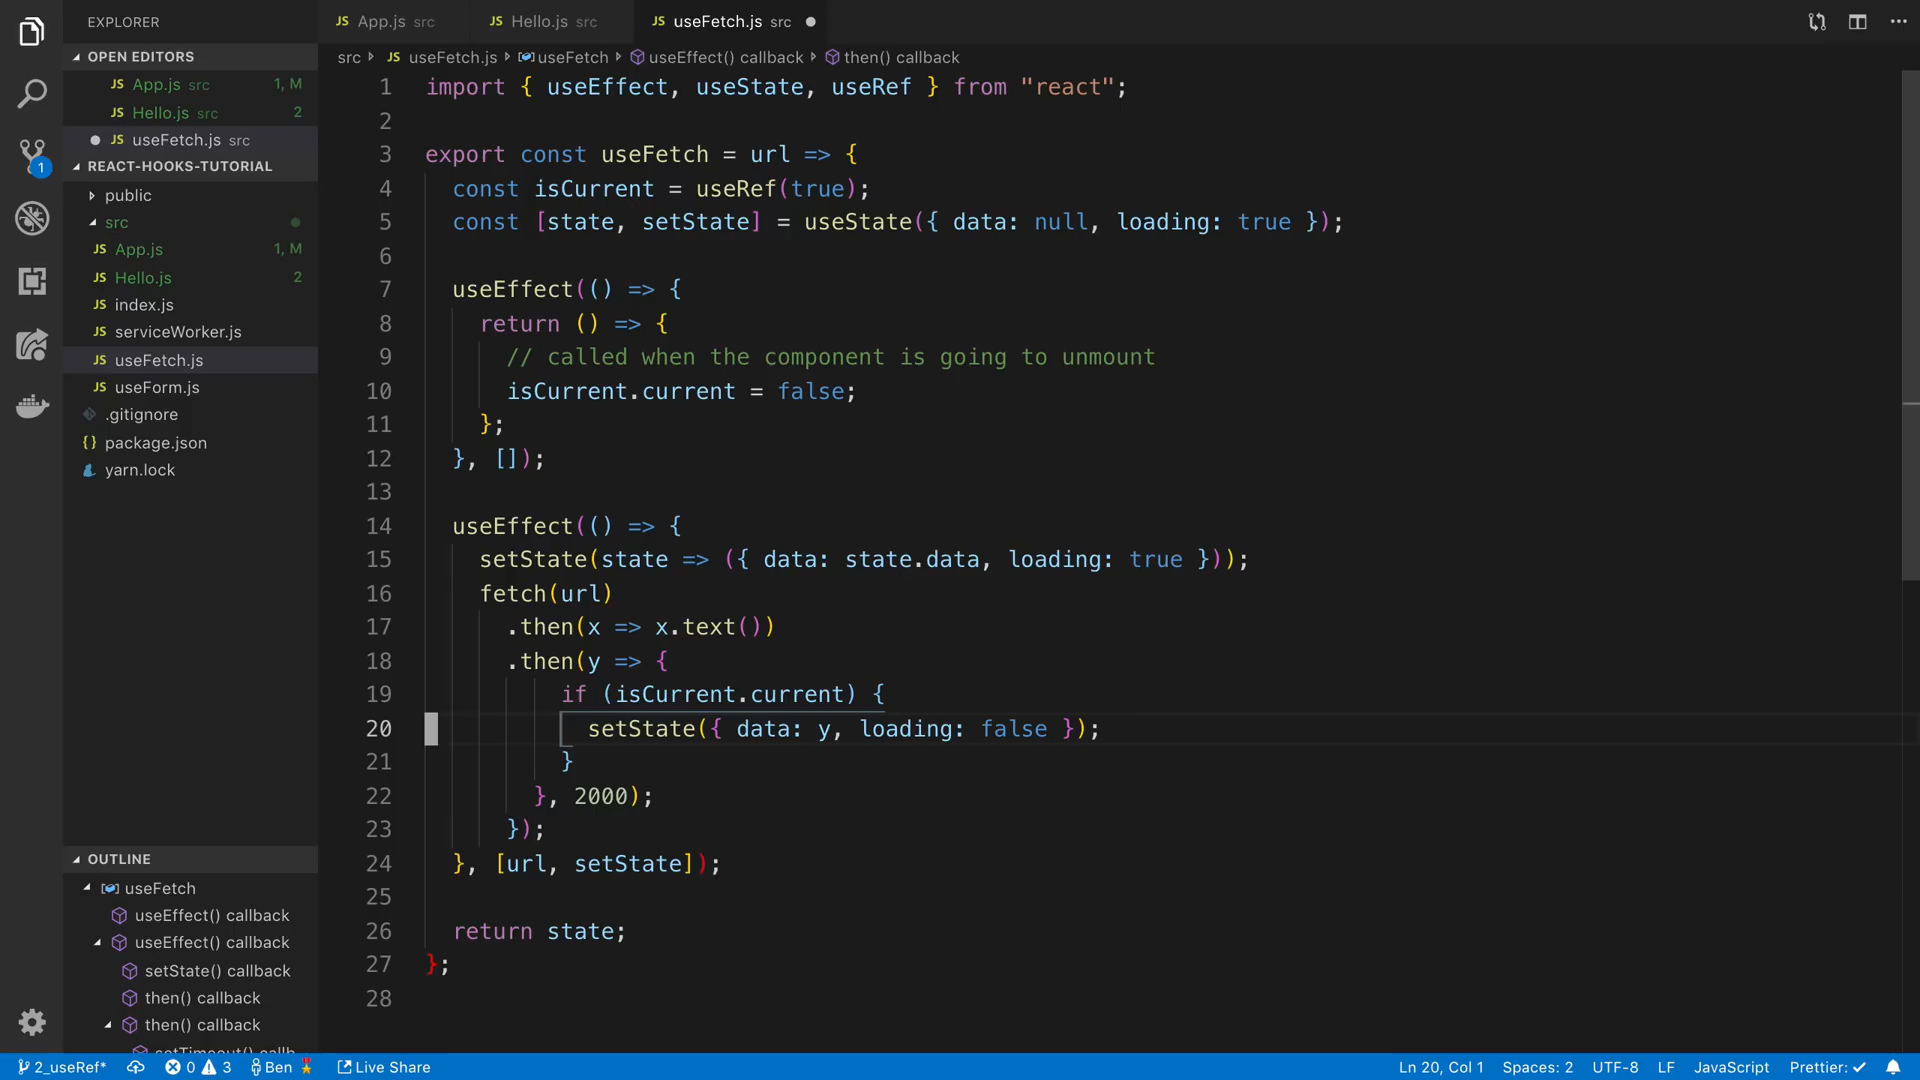 EXPLORER
OPEN EDITORS
JS App.js src 1, M
JS Hello.js src 2
JS useFetch.js src
REACT-HOOKS-TUTORIAL
public
src
JS App.js 1, M
JS Hello.js 2
JS index.js
JS serviceWorker.js
JS useFetch.js
JS useForm.js
.gitignore
{} package.json
yarn.lock
OUTLINE
useFetch
useEffect() callback
useEffect() callback
setState() callback
then() callback
then() callback
setTimeout() callb
1
JS App.js src
JS Hello.js src
JS useFetch.js src
src JS useFetch.js useFetch useEffect() callback then() callback
1 import { useEffect, useState, useRef } from "react";
2
3 export const useFetch = url => {
4 const isCurrent = useRef(true);
5 const [state, setState] = useState({ data: null, loading: true });
6
7 useEffect(() => {
8 return () => {
9 // called when the component is going to unmount
10 isCurrent.current = false;
11 };
12 }, []);
13
14 useEffect(() => {
15 setState(state => ({ data: state.data, loading: true }));
16 fetch(url)
17 .then(x => x.text())
18 .then(y => {
19 if (isCurrent.current) {
20 setState({ data: y, loading: false });
21 }
22 }, 2000);
23 });
24 }, [url, setState]);
25
26 return state;
27 };
28
2_useRef* 0 3 Ben Live Share Ln 20, Col 1 Spaces: 2 UTF-8 LF JavaScript Prettier: ✓